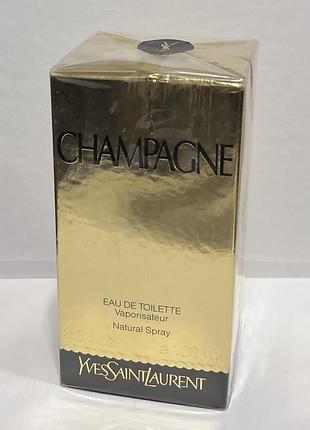 CHAMPAGNE
EAU DE TOILETTE
Vaporisateur
Natural Spray
100 ml
YVESSAINTLAURENT